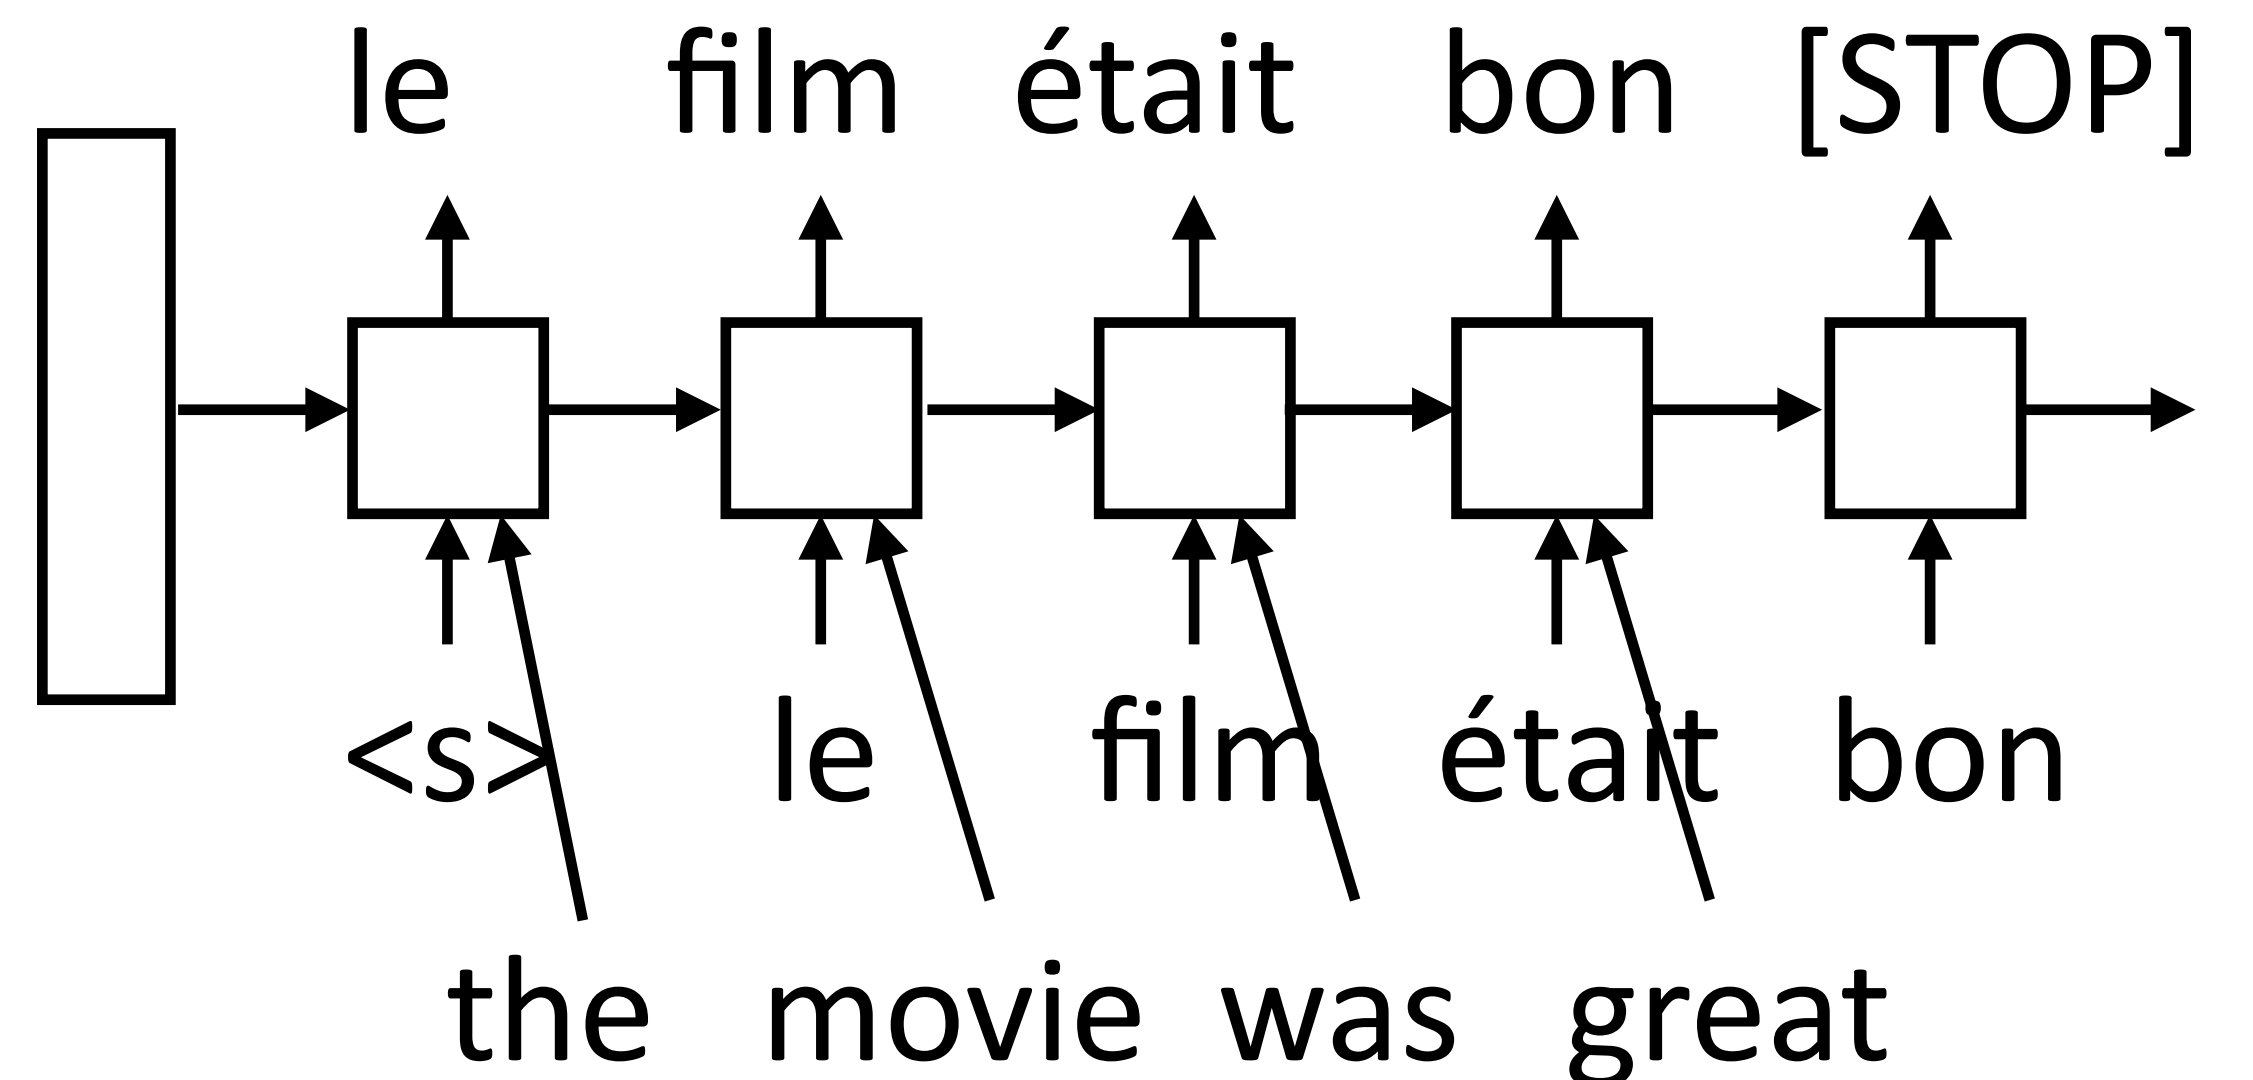 le film était bon [STOP]
<s> le film était bon
the movie was great